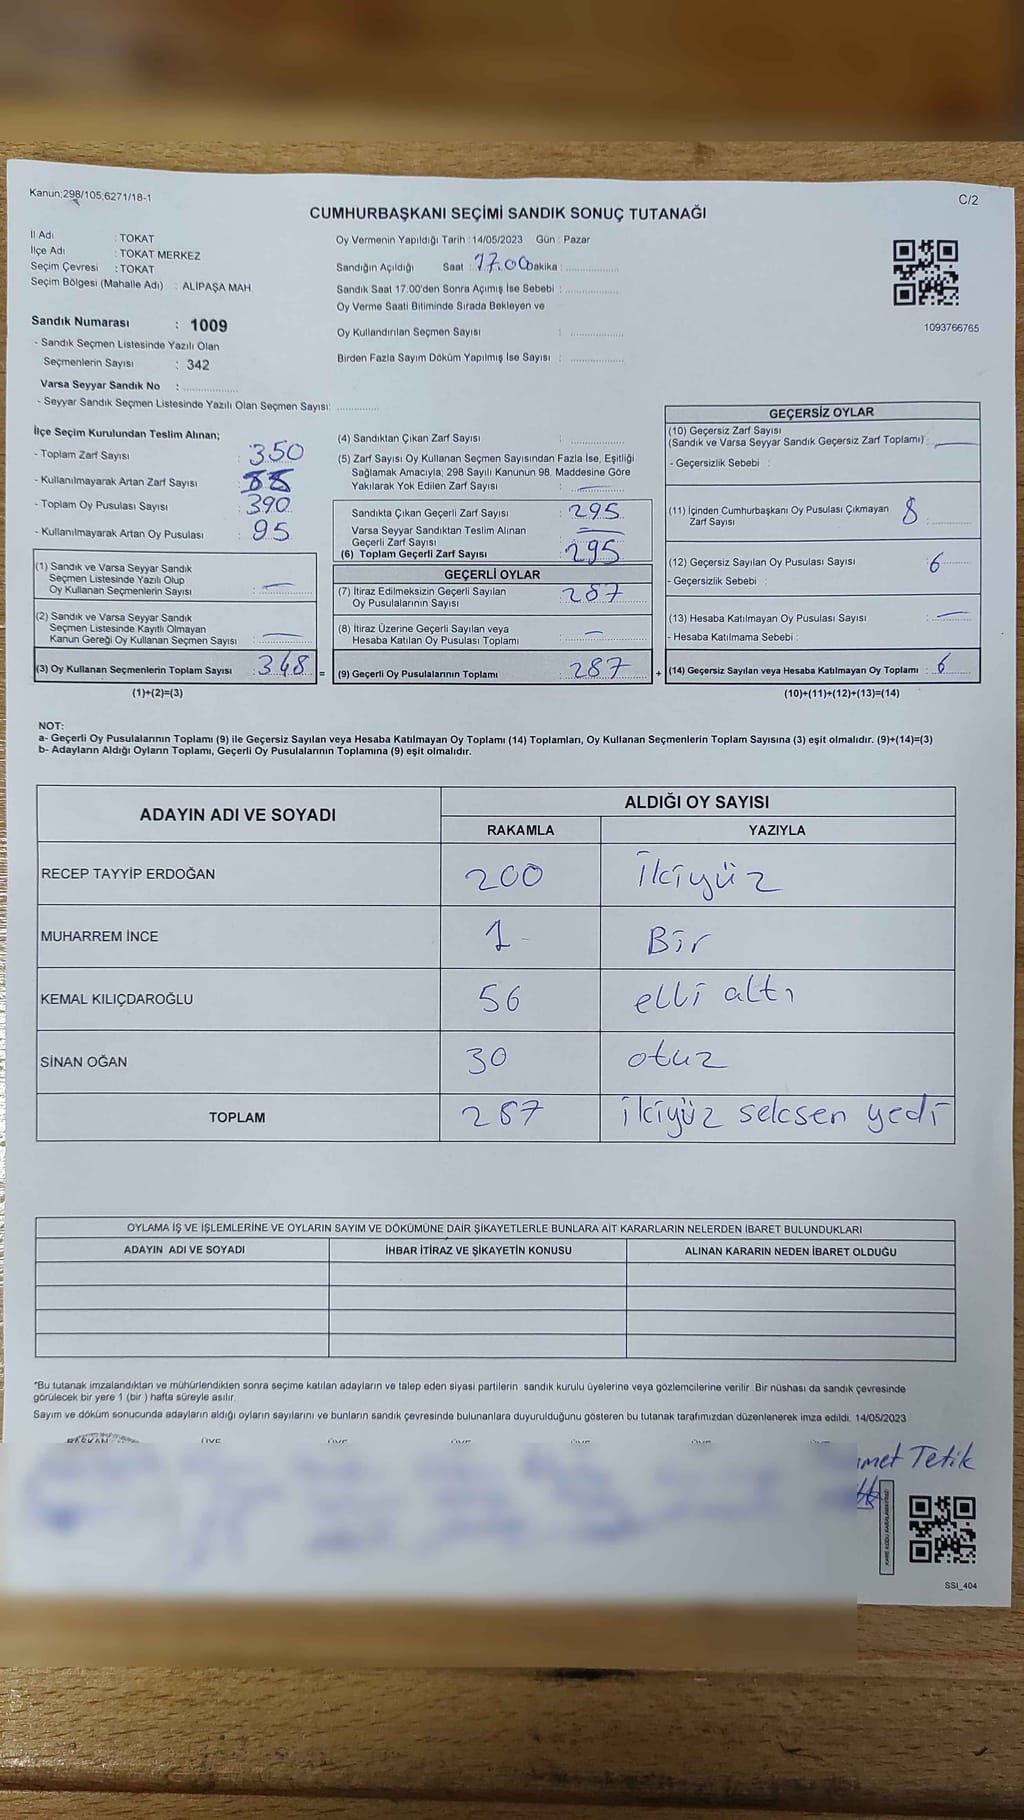 Kanun;298/105,6271/18-1
C/2
CUMHURBAŞKANI SEÇİMİ SANDIK SONUÇ TUTANAĞI
İl Adı : TOKAT
İlçe Adı : TOKAT MERKEZ
Seçim Çevresi : TOKAT
Seçim Bölgesi (Mahalle Adı) : ALİPAŞA MAH.
Sandık Numarası : 1009
- Sandık Seçmen Listesinde Yazılı Olan
Seçmenlerin Sayısı : 342
Varsa Seyyar Sandık No :
- Seyyar Sandık Seçmen Listesinde Yazılı Olan Seçmen Sayısı:
Oy Vermenin Yapıldığı Tarih : 14/05/2023 Gün : Pazar
Sandığın Açıldığı Saat : 17.00 Dakika :
Sandık Saat 17:00'den Sonra Açımış İse Sebebi :
Oy Verme Saati Bitiminde Sırada Bekleyen ve
Oy Kullandırılan Seçmen Sayısı :
Birden Fazla Sayım Döküm Yapılmış İse Sayısı :
1093766765
İlçe Seçim Kurulundan Teslim Alınan;
- Toplam Zarf Sayısı : 350
- Kullanılmayarak Artan Zarf Sayısı :
- Toplam Oy Pusulası Sayısı : 390
- Kullanılmayarak Artan Oy Pusulası : 95
(1) Sandık ve Varsa Seyyar Sandık
Seçmen Listesinde Yazılı Olup
Oy Kullanan Seçmenlerin Sayısı : —
(2) Sandık ve Varsa Seyyar Sandık
Seçmen Listesinde Kayıtlı Olmayan
Kanun Gereği Oy Kullanan Seçmen Sayısı : —
(3) Oy Kullanan Seçmenlerin Toplam Sayısı : 348 =
(1)+(2)=(3)
(4) Sandıktan Çıkan Zarf Sayısı :
(5) Zarf Sayısı Oy Kullanan Seçmen Sayısından Fazla İse, Eşitliği
Sağlamak Amacıyla; 298 Sayılı Kanunun 98. Maddesine Göre
Yakılarak Yok Edilen Zarf Sayısı : —
Sandıkta Çıkan Geçerli Zarf Sayısı : 295
Varsa Seyyar Sandıktan Teslim Alınan
Geçerli Zarf Sayısı : —
(6) Toplam Geçerli Zarf Sayısı : 295
GEÇERLİ OYLAR
(7) İtiraz Edilmeksizin Geçerli Sayılan
Oy Pusulalarının Sayısı : 287
(8) İtiraz Üzerine Geçerli Sayılan veya
Hesaba Katılan Oy Pusulası Toplamı : —
(9) Geçerli Oy Pusulalarının Toplamı : 287 +
GEÇERSİZ OYLAR
(10) Geçersiz Zarf Sayısı
(Sandık ve Varsa Seyyar Sandık Geçersiz Zarf Toplamı) : —
- Geçersizlik Sebebi :
(11) İçinden Cumhurbaşkanı Oy Pusulası Çıkmayan
Zarf Sayısı 8
(12) Geçersiz Sayılan Oy Pusulası Sayısı : 6
- Geçersizlik Sebebi :
(13) Hesaba Katılmayan Oy Pusulası Sayısı : —
- Hesaba Katılmama Sebebi :
(14) Geçersiz Sayılan veya Hesaba Katılmayan Oy Toplamı : 6
(10)+(11)+(12)+(13)=(14)
NOT:
a- Geçerli Oy Pusulalarının Toplamı (9) ile Geçersiz Sayılan veya Hesaba Katılmayan Oy Toplamı (14) Toplamları, Oy Kullanan Seçmenlerin Toplam Sayısına (3) eşit olmalıdır. (9)+(14)=(3)
b- Adayların Aldığı Oyların Toplamı, Geçerli Oy Pusulalarının Toplamına (9) eşit olmalıdır.
ADAYIN ADI VE SOYADI ALDIĞI OY SAYISI
RAKAMLA YAZIYLA
RECEP TAYYİP ERDOĞAN 200 ikiyüz
MUHARREM İNCE 1 Bir
KEMAL KILIÇDAROĞLU 56 elli altı
SİNAN OĞAN 30 otuz
TOPLAM 287 ikiyüz seksen yedi
OYLAMA İŞ VE İŞLEMLERİNE VE OYLARIN SAYIM VE DÖKÜMÜNE DAİR ŞİKAYETLERLE BUNLARA AİT KARARLARIN NELERDEN İBARET BULUNDUKLARI
ADAYIN ADI VE SOYADI İHBAR İTİRAZ VE ŞİKAYETİN KONUSU ALINAN KARARIN NEDEN İBARET OLDUĞU
*Bu tutanak imzalandıktan ve mühürlendikten sonra seçime katılan adayların ve talep eden siyasi partilerin sandık kurulu üyelerine veya gözlemcilerine verilir. Bir nüshası da sandık çevresinde
görülecek bir yere 1 (bir ) hafta süreyle asılır.
Sayım ve döküm sonucunda adayların aldığı oyların sayılarını ve bunların sandık çevresinde bulunanlara duyurulduğunu gösteren bu tutanak tarafımızdan düzenlenerek imza edildi. 14/05/2023
BAŞKAN ÜYE ÜYE ÜYE ÜYE ÜYE ÜYE
met Tetik
SSI_404